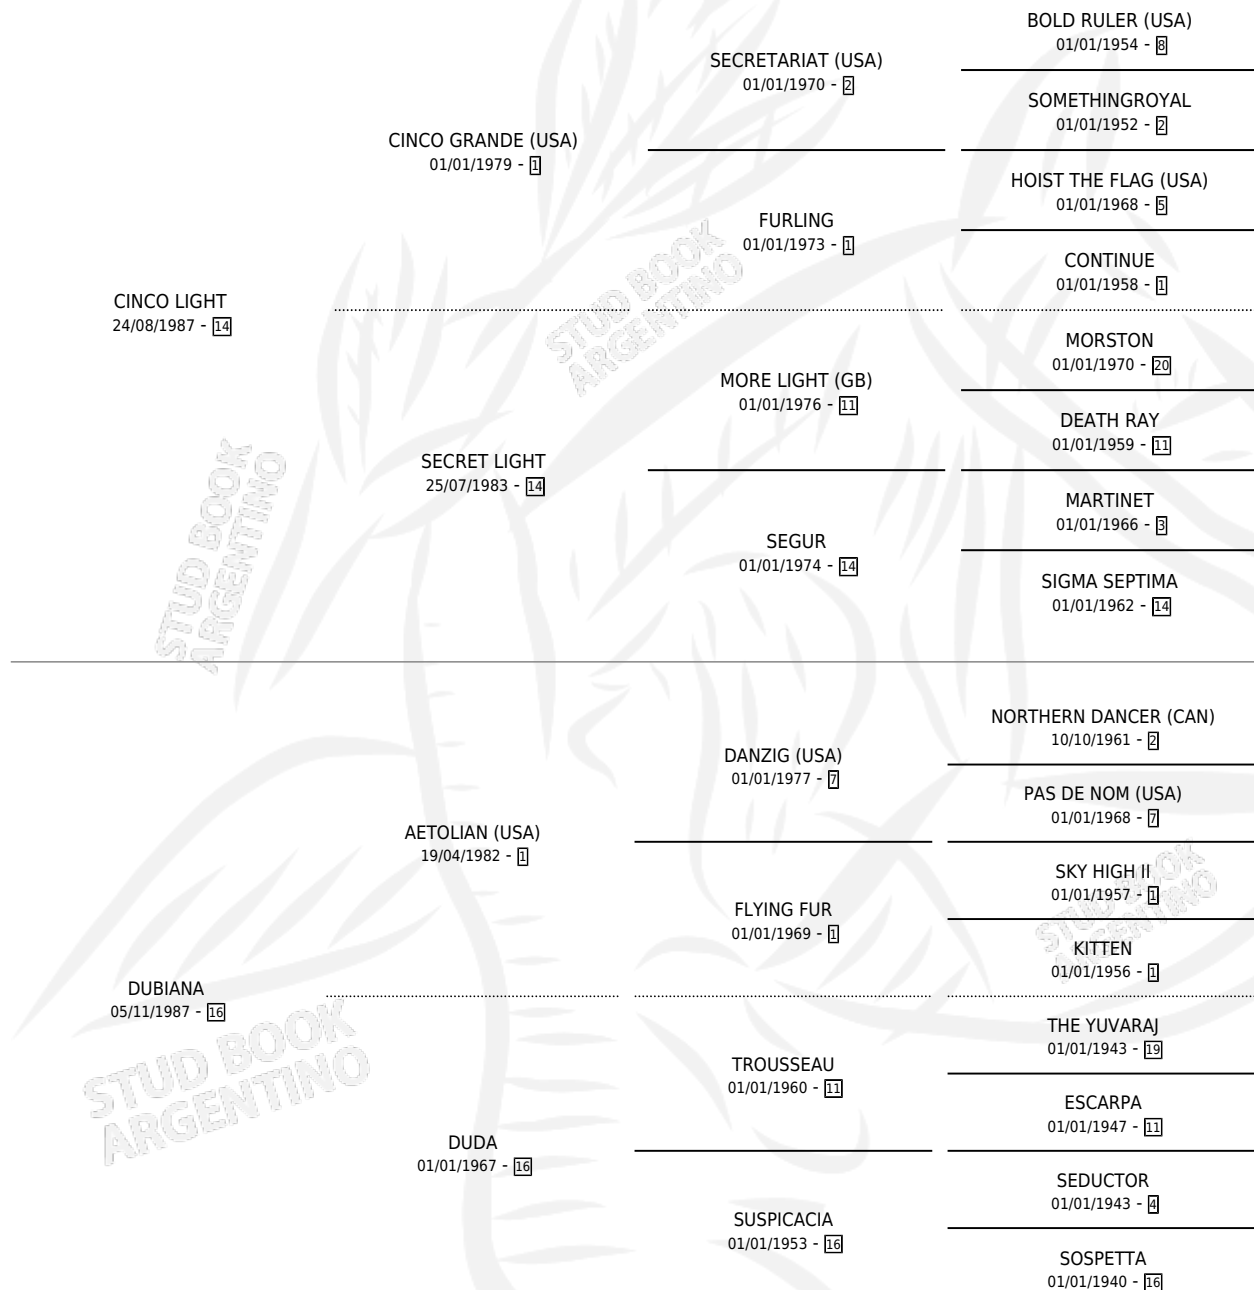 BOLD RULER (USA)
01/01/1954 - 8
SECRETARIAT (USA)
01/01/1970 - 2
SOMETHINGROYAL
01/01/1952 - 2
CINCO GRANDE (USA)
01/01/1979 - 1
HOIST THE FLAG (USA)
01/01/1968 - 5
FURLING
01/01/1973 - 1
CONTINUE
01/01/1958 - 1
CINCO LIGHT
24/08/1987 - 14
MORSTON
01/01/1970 - 20
MORE LIGHT (GB)
01/01/1976 - 11
DEATH RAY
01/01/1959 - 11
SECRET LIGHT
25/07/1983 - 14
MARTINET
01/01/1966 - 3
SEGUR
01/01/1974 - 14
SIGMA SEPTIMA
01/01/1962 - 14
STUD BOOK
ARGENTINO
STUD BOOK
ARGENTINO
NORTHERN DANCER (CAN)
10/10/1961 - 2
DANZIG (USA)
01/01/1977 - 7
PAS DE NOM (USA)
01/01/1968 - 7
AETOLIAN (USA)
19/04/1982 - 1
SKY HIGH II
01/01/1957 - 1
FLYING FUR
01/01/1969 - 1
KITTEN
01/01/1956 - 1
DUBIANA
05/11/1987 - 16
THE YUVARAJ
01/01/1943 - 19
TROUSSEAU
01/01/1960 - 11
ESCARPA
01/01/1947 - 11
DUDA
01/01/1967 - 16
SEDUCTOR
01/01/1943 - 4
SUSPICACIA
01/01/1953 - 16
SOSPETTA
01/01/1940 - 16
STUD BOOK
ARGENTINO
STUD BOOK
ARGENTINO